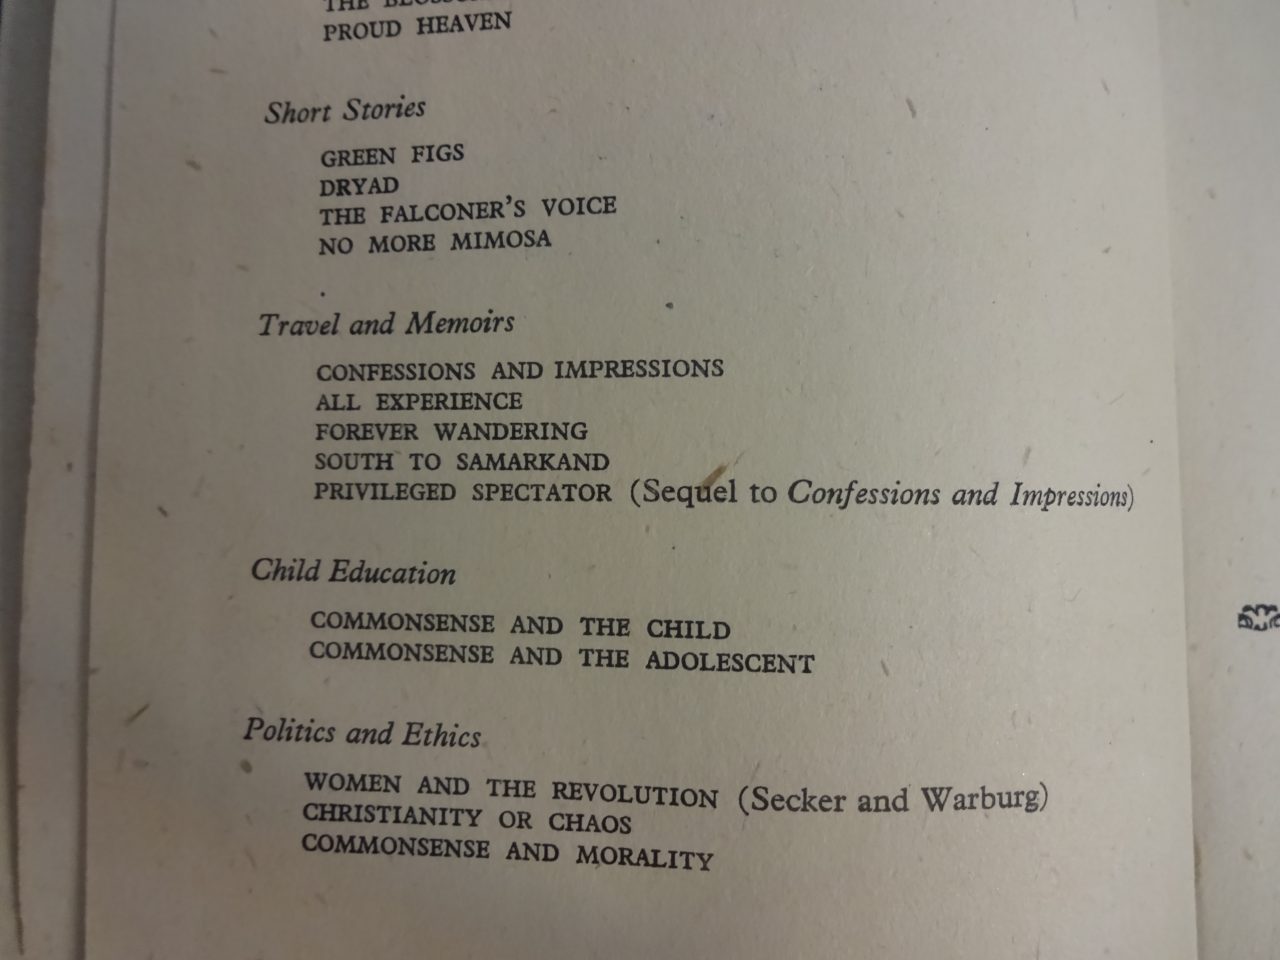 THE BLOSSOM
PROUD HEAVEN
Short Stories
GREEN FIGS
DRYAD
THE FALCONER'S VOICE
NO MORE MIMOSA
Travel and Memoirs
CONFESSIONS AND IMPRESSIONS
ALL EXPERIENCE
FOREVER WANDERING
SOUTH TO SAMARKAND
PRIVILEGED SPECTATOR (Sequel to Confessions and Impressions)
Child Education
COMMONSENSE AND THE CHILD
COMMONSENSE AND THE ADOLESCENT
Politics and Ethics
WOMEN AND THE REVOLUTION (Secker and Warburg)
CHRISTIANITY OR CHAOS
COMMONSENSE AND MORALITY